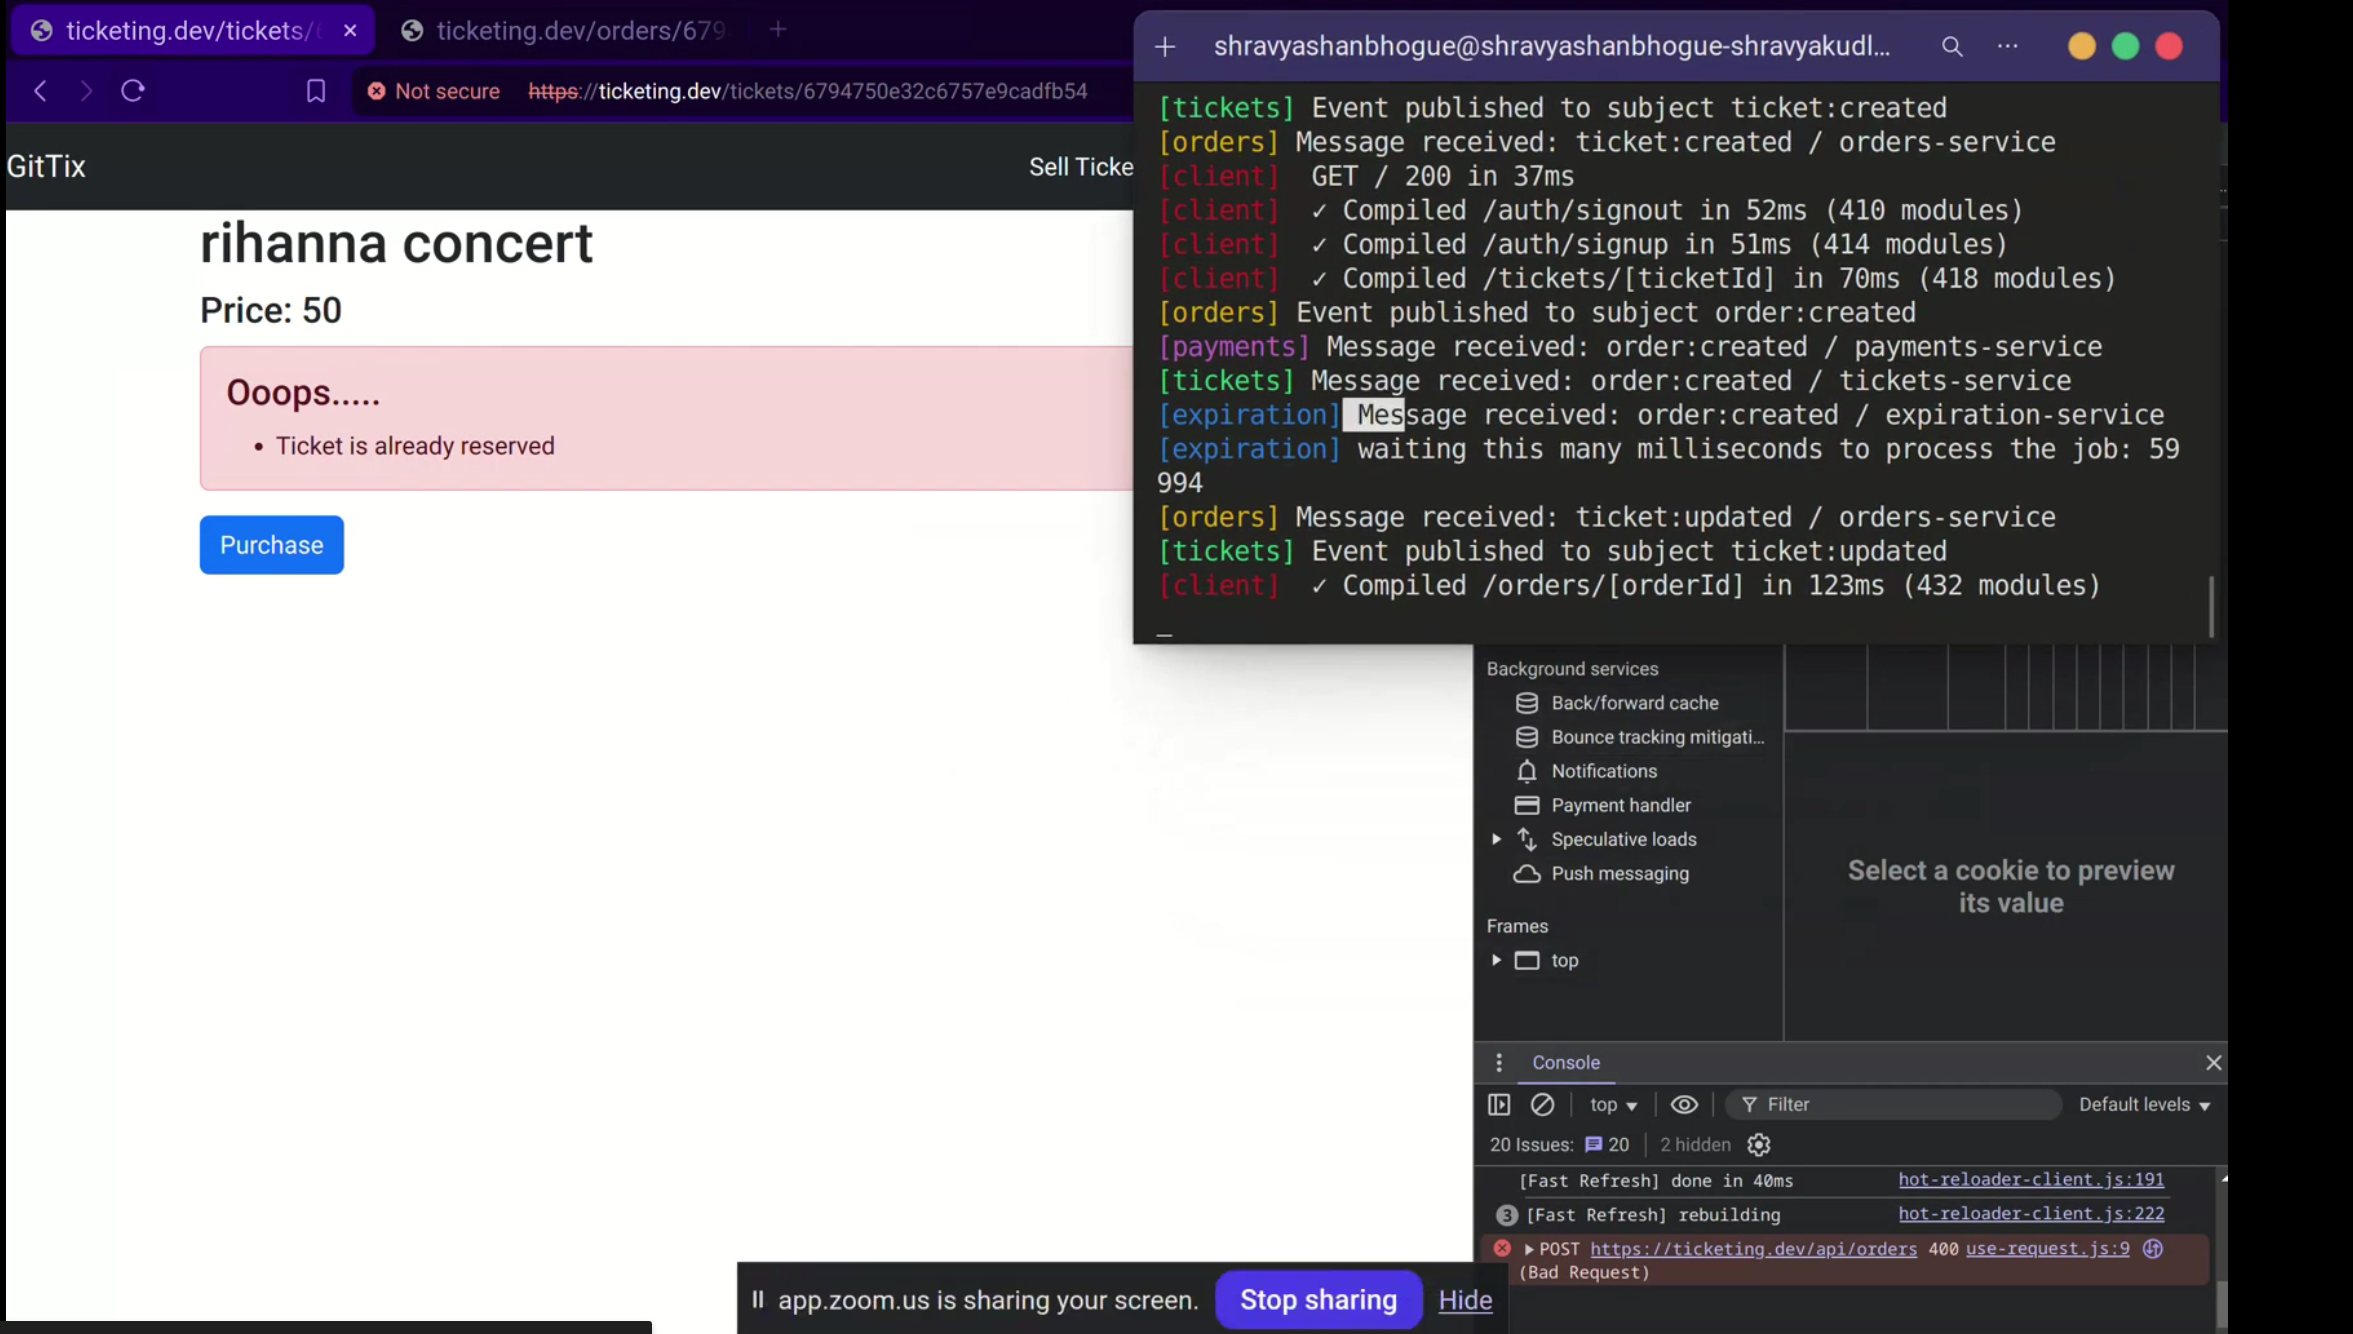 ticketing.dev/tickets/6
ticketing.dev/orders/679
shravyashanbhogue@shravyashanbhogue-shravyakudl...
Not secure https://ticketing.dev/tickets/6794750e32c6757e9cadfb54
GitTix
Sell Ticke
rihanna concert
Price: 50
Ooops.....
• Ticket is already reserved
Purchase
[tickets] Event published to subject ticket:created
[orders] Message received: ticket:created / orders-service
[client] GET / 200 in 37ms
[client] ✓ Compiled /auth/signout in 52ms (410 modules)
[client] ✓ Compiled /auth/signup in 51ms (414 modules)
[client] ✓ Compiled /tickets/[ticketId] in 70ms (418 modules)
[orders] Event published to subject order:created
[payments] Message received: order:created / payments-service
[tickets] Message received: order:created / tickets-service
[expiration] Message received: order:created / expiration-service
[expiration] waiting this many milliseconds to process the job: 59
994
[orders] Message received: ticket:updated / orders-service
[tickets] Event published to subject ticket:updated
[client] ✓ Compiled /orders/[orderId] in 123ms (432 modules)
Background services
Back/forward cache
Bounce tracking mitigati...
Notifications
Payment handler
Speculative loads
Push messaging
Frames
top
Select a cookie to preview
its value
Console
top
Filter
Default levels
20 Issues: 20
2 hidden
[Fast Refresh] done in 40ms hot-reloader-client.js:191
3 [Fast Refresh] rebuilding hot-reloader-client.js:222
POST https://ticketing.dev/api/orders 400 use-request.js:9
(Bad Request)
app.zoom.us is sharing your screen. Stop sharing Hide